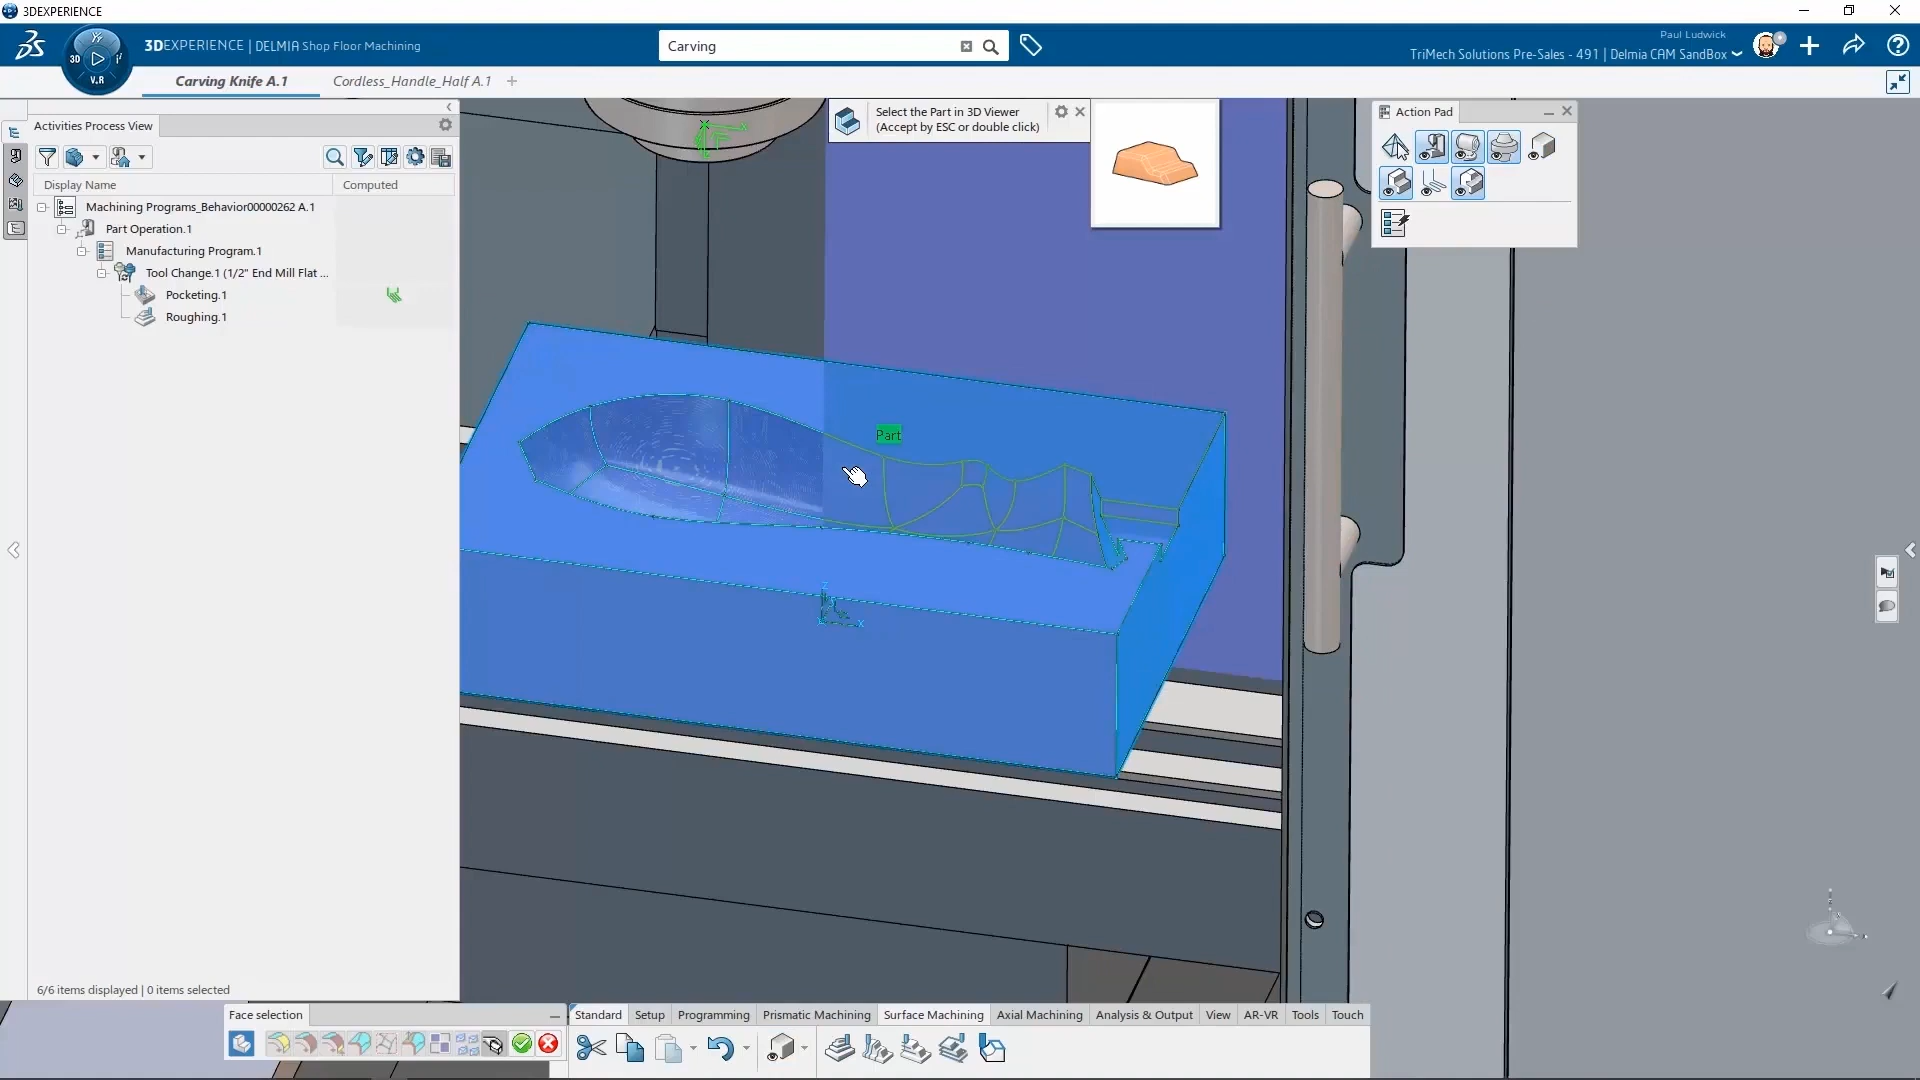 3DEXPERIENCE
3DEXPERIENCE | DELMIA Shop Floor Machining
Carving
Paul Ludwick
TriMech Solutions Pre-Sales - 491 | Delmia CAM SandBox
3D
V.R
Carving Knife A.1
Cordless_Handle_Half A.1
Activities Process View
Display Name
Computed
Machining Programs_Behavior00000262 A.1
Part Operation.1
Manufacturing Program.1
Tool Change.1 (1/2" End Mill Flat ...
Pocketing.1
Roughing.1
Select the Part in 3D Viewer
(Accept by ESC or double click)
Action Pad
Part
z
x
6/6 items displayed | 0 items selected
Face selection
Standard
Setup
Programming
Prismatic Machining
Surface Machining
Axial Machining
Analysis & Output
View
AR-VR
Tools
Touch